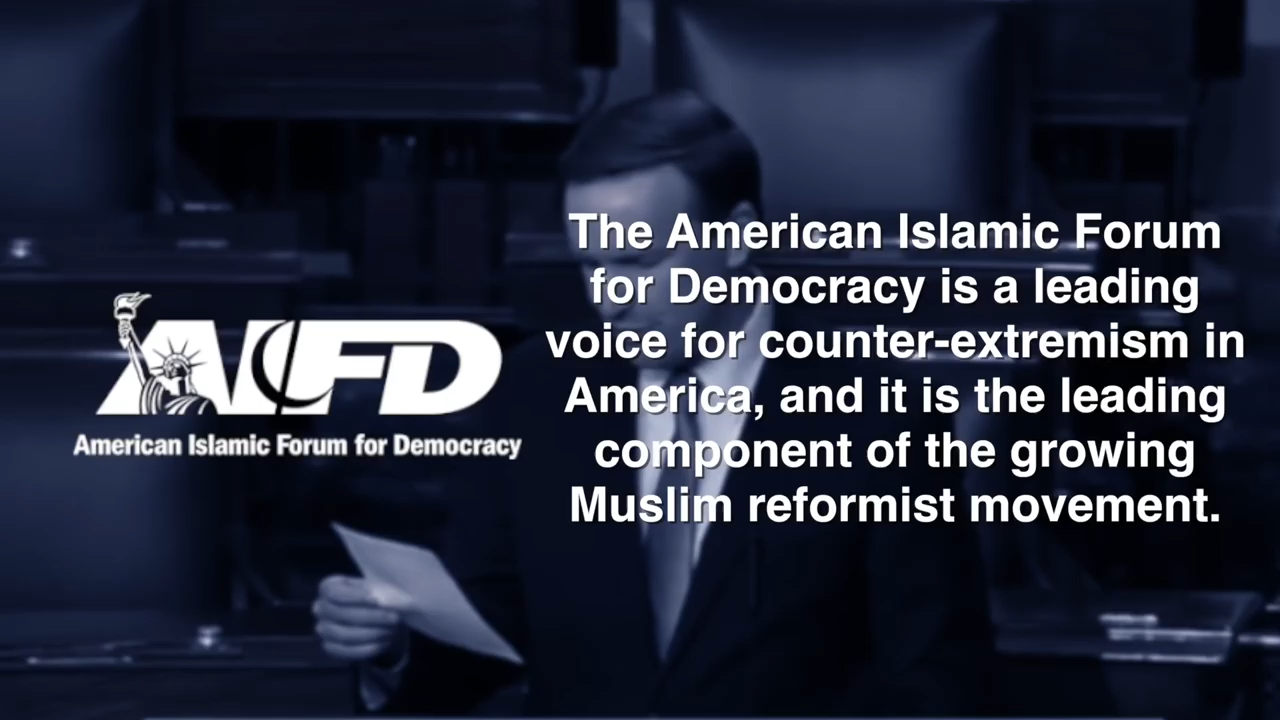 AIFD
American Islamic Forum for Democracy
The American Islamic Forum
for Democracy is a leading
voice for counter-extremism in
America, and it is the leading
component of the growing
Muslim reformist movement.